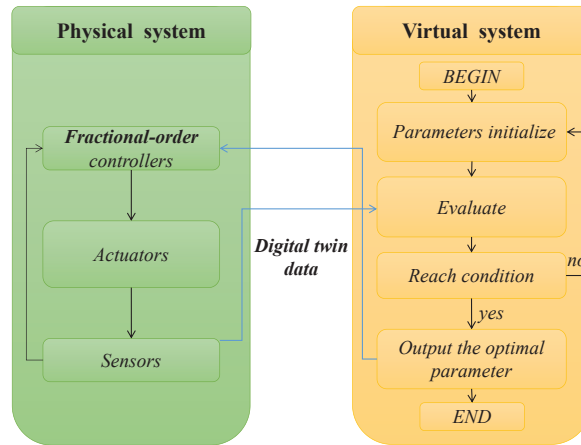 Physical system
Fractional-order
controllers
Actuators
Sensors
Digital twin
data
Virtual system
BEGIN
Parameters initialize
Evaluate
Reach condition
no
yes
Output the optimal
parameter
END